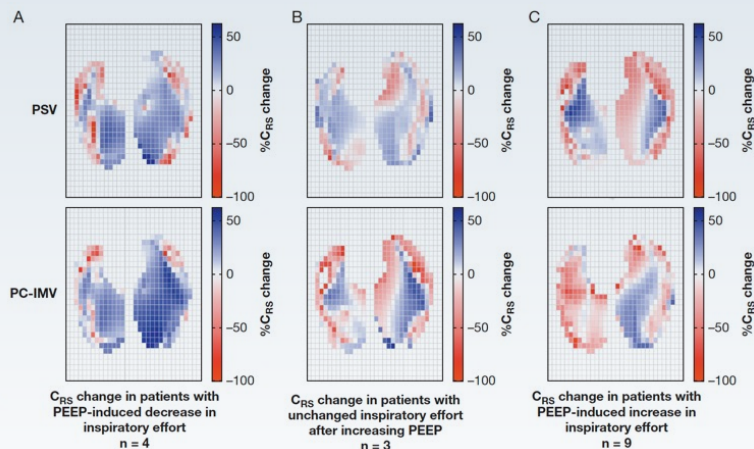 A
B
C
PSV
50
0
−50
−100
%CRS change
50
0
−50
−100
%CRS change
50
0
−50
−100
%CRS change
PC-IMV
50
0
−50
−100
%CRS change
50
0
−50
−100
%CRS change
50
0
−50
−100
%CRS change
CRS change in patients with
PEEP-induced decrease in
inspiratory effort
n = 4
CRS change in patients with
unchanged inspiratory effort
after increasing PEEP
n = 3
CRS change in patients with
PEEP-induced increase in
inspiratory effort
n = 9